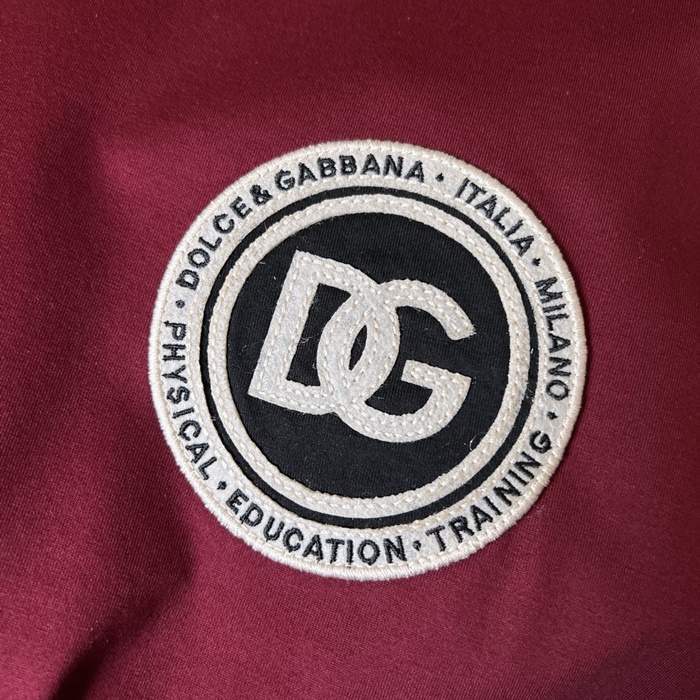 DOLCE&GABBANA · ITALIA · MILANO · TRAINING · EDUCATION · PHYSICAL ·
DG